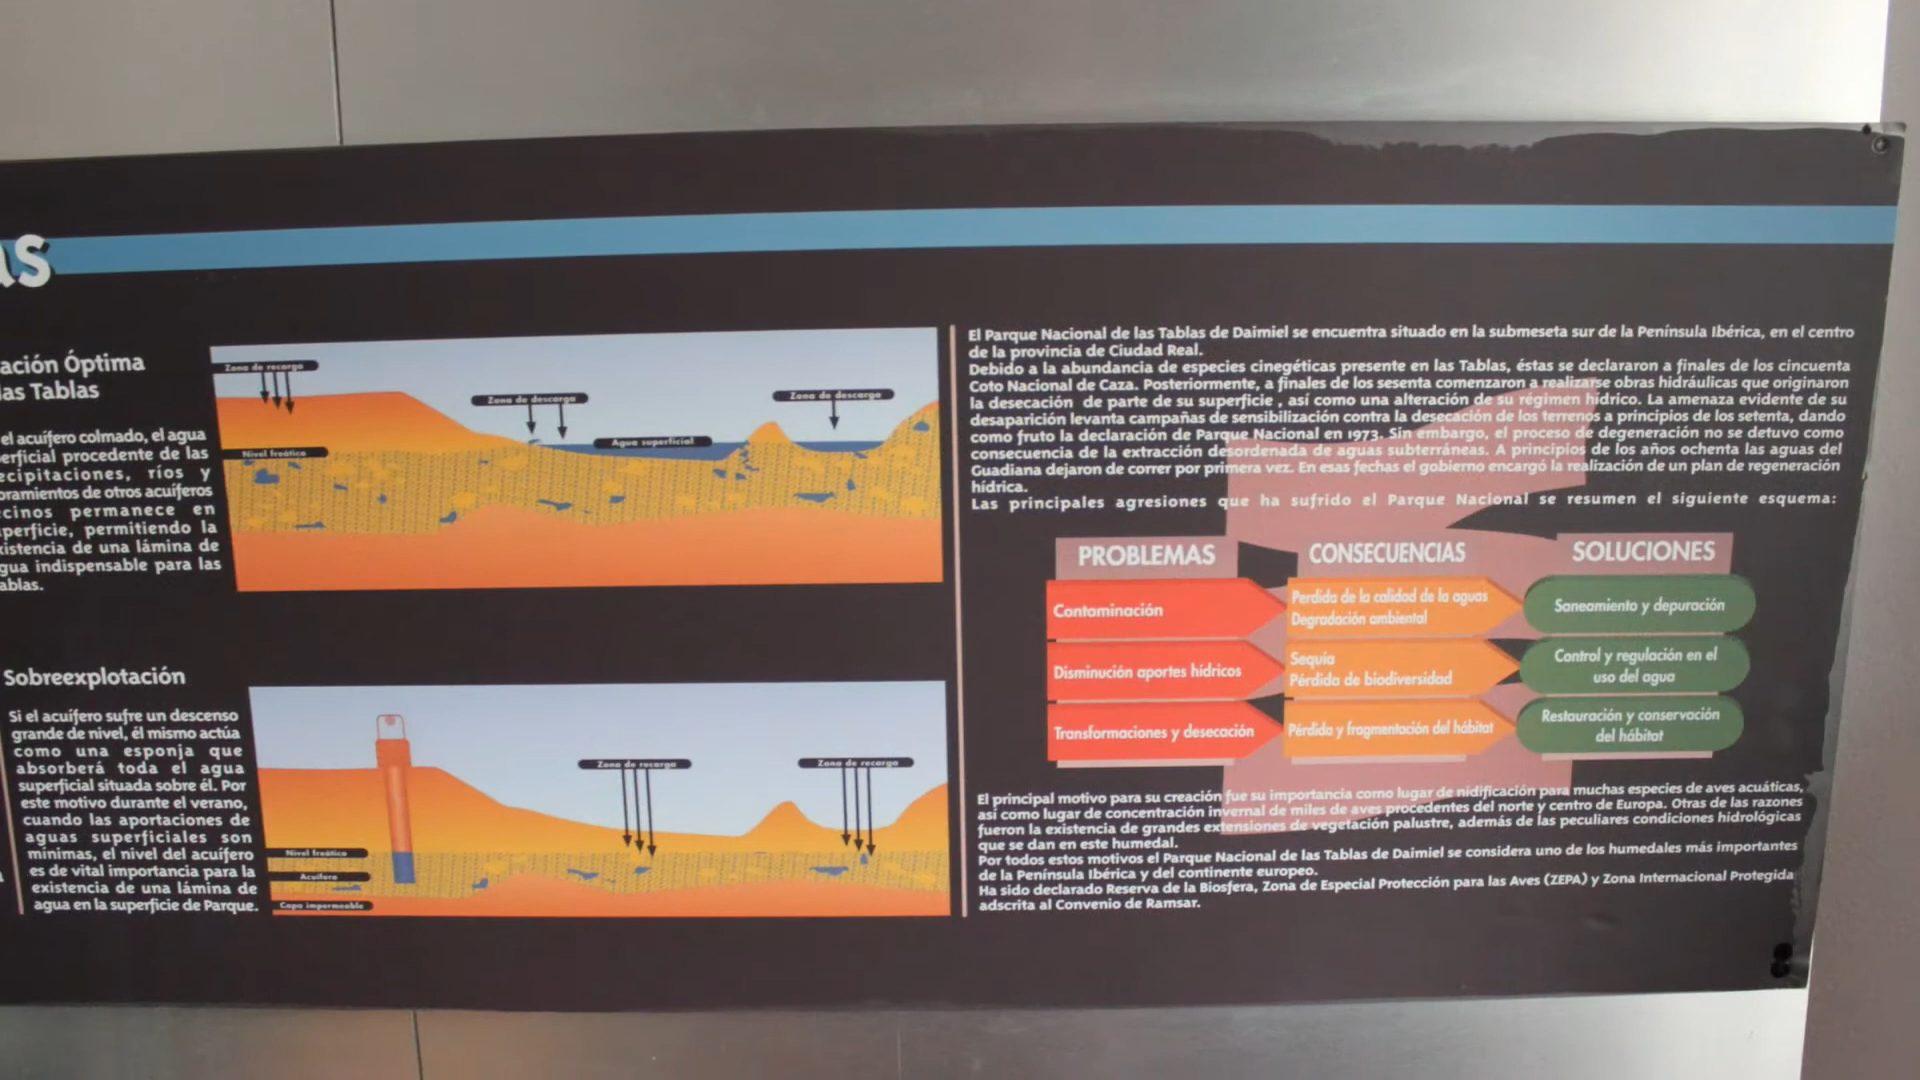 as
ación Óptima
las Tablas
el acuífero colmado, el agua
erficial procedente de las
ecipitaciones, ríos y
oramientos de otros acuíferos
cinos permanece en
perficie, permitiendo la
xistencia de una lámina de
gua indispensable para las
ablas.
Zona de recarga
Zona de descarga
Zona de descarga
Agua superficial
Nivel freático
Sobreexplotación
Si el acuífero sufre un descenso
grande de nivel, él mismo actúa
como una esponja que
absorberá toda el agua
superficial situada sobre él. Por
este motivo durante el verano,
cuando las aportaciones de
aguas superficiales son
mínimas, el nivel del acuífero
es de vital importancia para la
existencia de una lámina de
agua en la superficie de Parque.
Zona de recarga
Zona de recarga
Nivel freático
Acuífero
Capa impermeable
El Parque Nacional de las Tablas de Daimiel se encuentra situado en la submeseta sur de la Península Ibérica, en el centro
de la provincia de Ciudad Real.
Debido a la abundancia de especies cinegéticas presente en las Tablas, éstas se declararon a finales de los cincuenta
Coto Nacional de Caza. Posteriormente, a finales de los sesenta comenzaron a realizarse obras hidráulicas que originaron
la desecación de parte de su superficie , así como una alteración de su régimen hídrico. La amenaza evidente de su
desaparición levanta campañas de sensibilización contra la desecación de los terrenos a principios de los setenta, dando
como fruto la declaración de Parque Nacional en 1973. Sin embargo, el proceso de degeneración no se detuvo como
consecuencia de la extracción desordenada de aguas subterráneas. A principios de los años ochenta las aguas del
Guadiana dejaron de correr por primera vez. En esas fechas el gobierno encargó la realización de un plan de regeneración
hídrica.
Las principales agresiones que ha sufrido el Parque Nacional se resumen el siguiente esquema:
PROBLEMAS CONSECUENCIAS SOLUCIONES
Contaminación
Perdida de la calidad de la aguas
Degradación ambiental
Saneamiento y depuración
Disminución aportes hídricos
Sequía
Pérdida de biodiversidad
Control y regulación en el
uso del agua
Transformaciones y desecación
Pérdida y fragmentación del hábitat
Restauración y conservación
del hábitat
El principal motivo para su creación fue su importancia como lugar de nidificación para muchas especies de aves acuáticas,
así como lugar de concentración invernal de miles de aves procedentes del norte y centro de Europa. Otras de las razones
fueron la existencia de grandes extensiones de vegetación palustre, además de las peculiares condiciones hidrológicas
que se dan en este humedal.
Por todos estos motivos el Parque Nacional de las Tablas de Daimiel se considera uno de los humedales más importantes
de la Península Ibérica y del continente europeo.
Ha sido declarado Reserva de la Biosfera, Zona de Especial Protección para las Aves (ZEPA) y Zona Internacional Protegida
adscrita al Convenio de Ramsar.